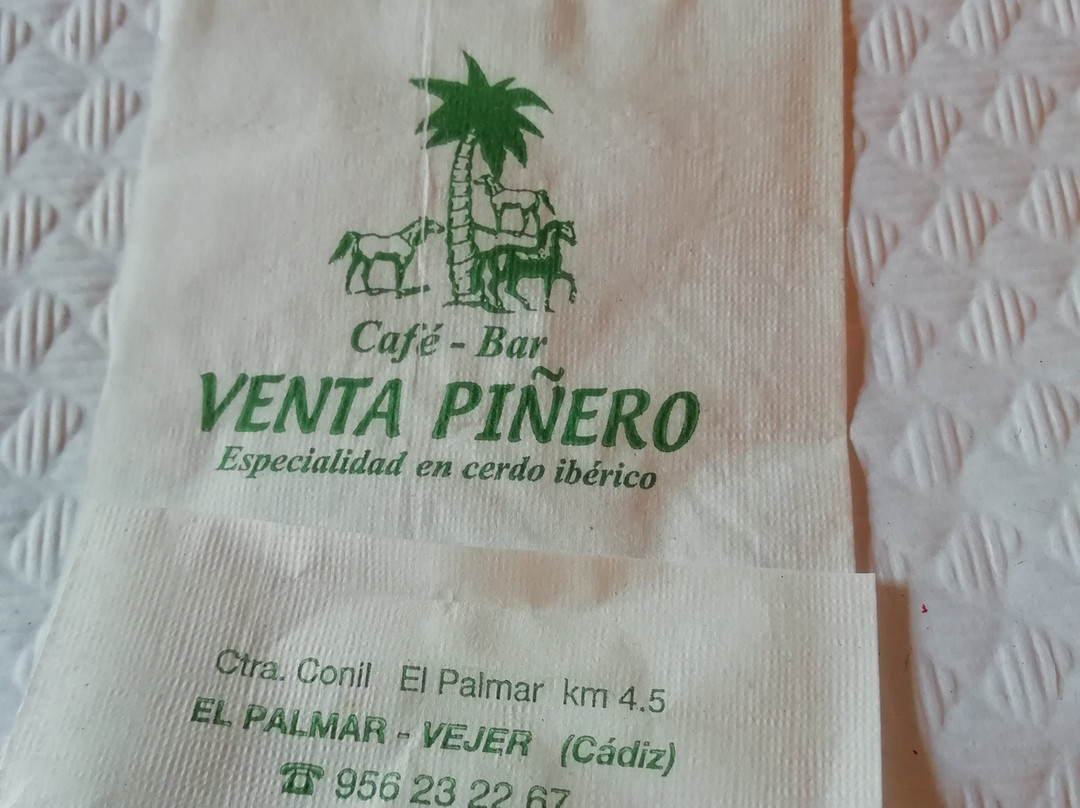 Café - Bar
VENTA PIÑERO
Especialidad en cerdo ibérico
Ctra. Conil El Palmar km 4.5
EL PALMAR - VEJER (Cádiz)
☎ 956 23 22 67